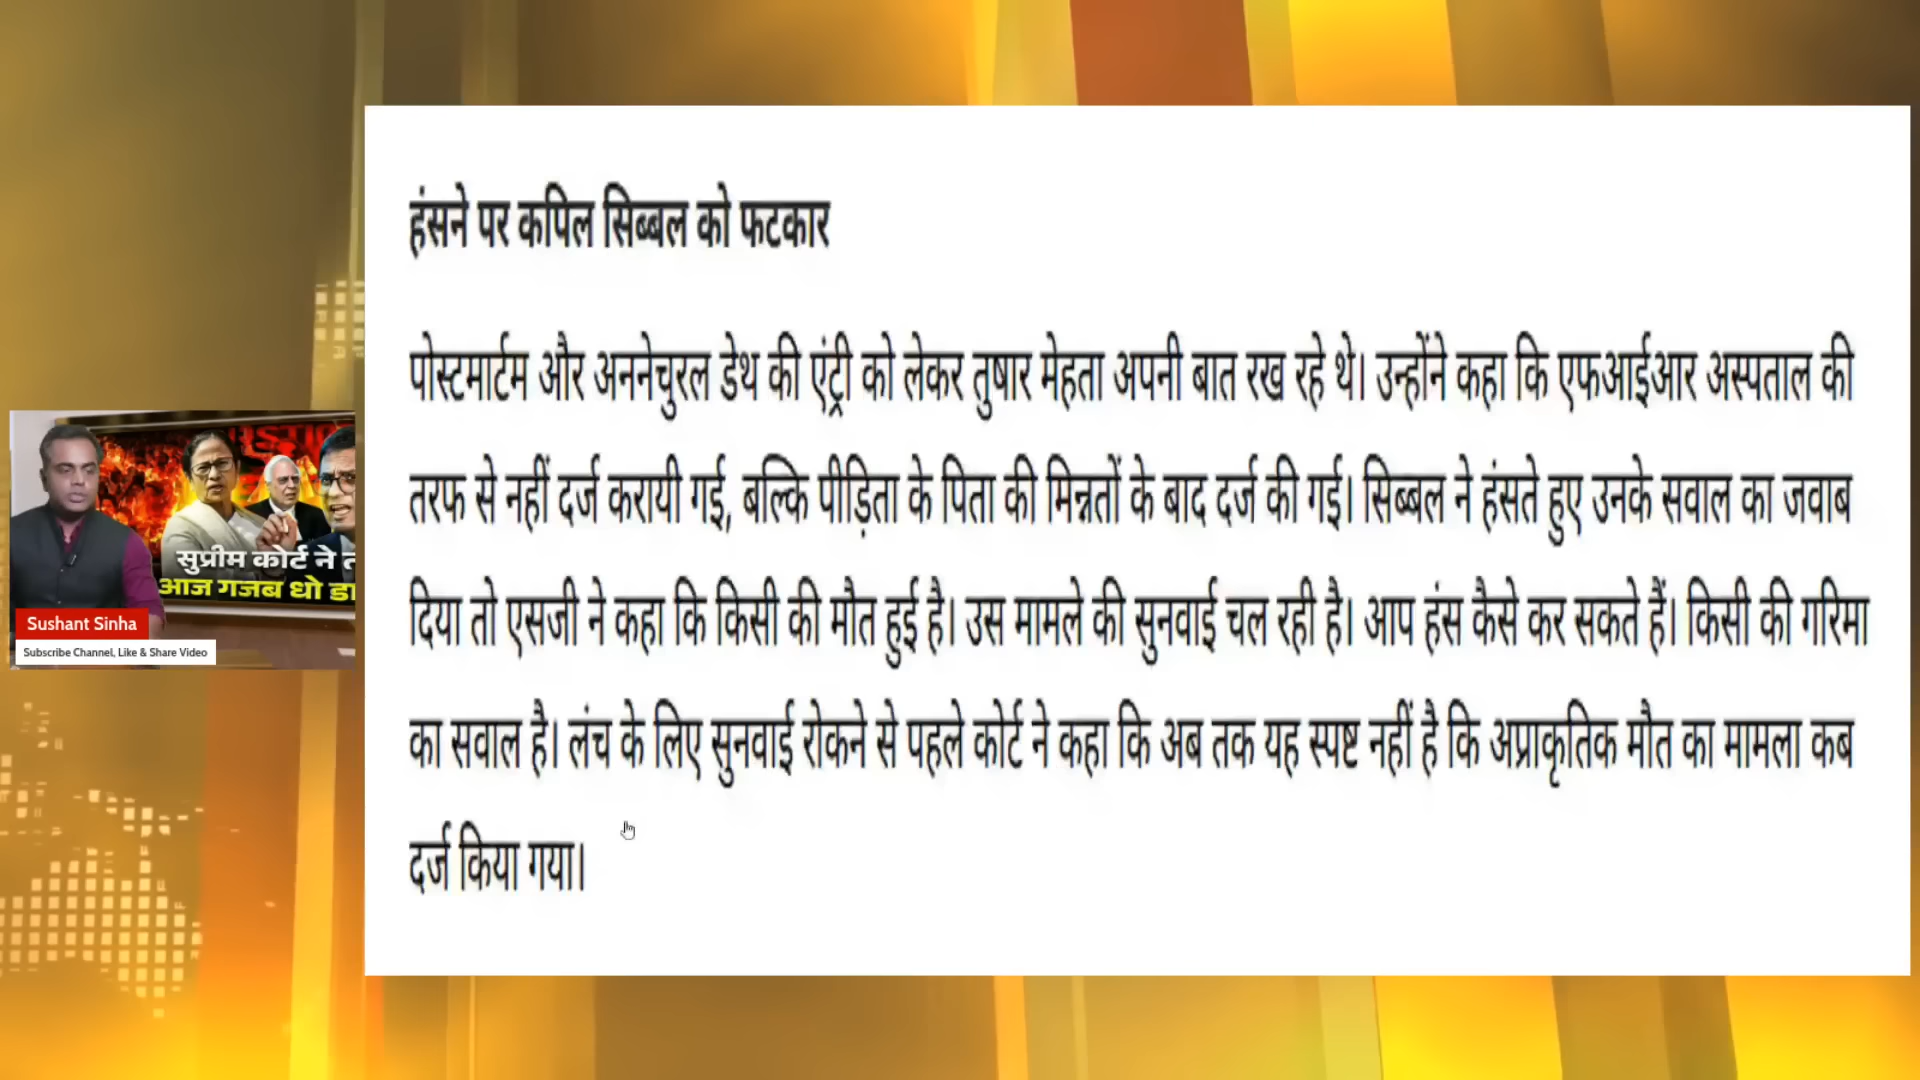 हंसने पर कपिल सिब्बल को फटकार
पोस्टमार्टम और अननेचुरल डेथ की एंट्री को लेकर तुषार मेहता अपनी बात रख रहे थे। उन्होंने कहा कि एफआईआर अस्पताल की
तरफ से नहीं दर्ज करायी गई, बल्कि पीड़िता के पिता की मिन्नतों के बाद दर्ज की गई। सिब्बल ने हंसते हुए उनके सवाल का जवाब
दिया तो एसजी ने कहा कि किसी की मौत हुई है। उस मामले की सुनवाई चल रही है। आप हंस कैसे कर सकते हैं। किसी की गरिमा
का सवाल है। लंच के लिए सुनवाई रोकने से पहले कोर्ट ने कहा कि अब तक यह स्पष्ट नहीं है कि अप्राकृतिक मौत का मामला कब
दर्ज किया गया।
सुप्रीम कोर्ट ने
आज गजब धो डा
Sushant Sinha
Subscribe Channel, Like & Share Video